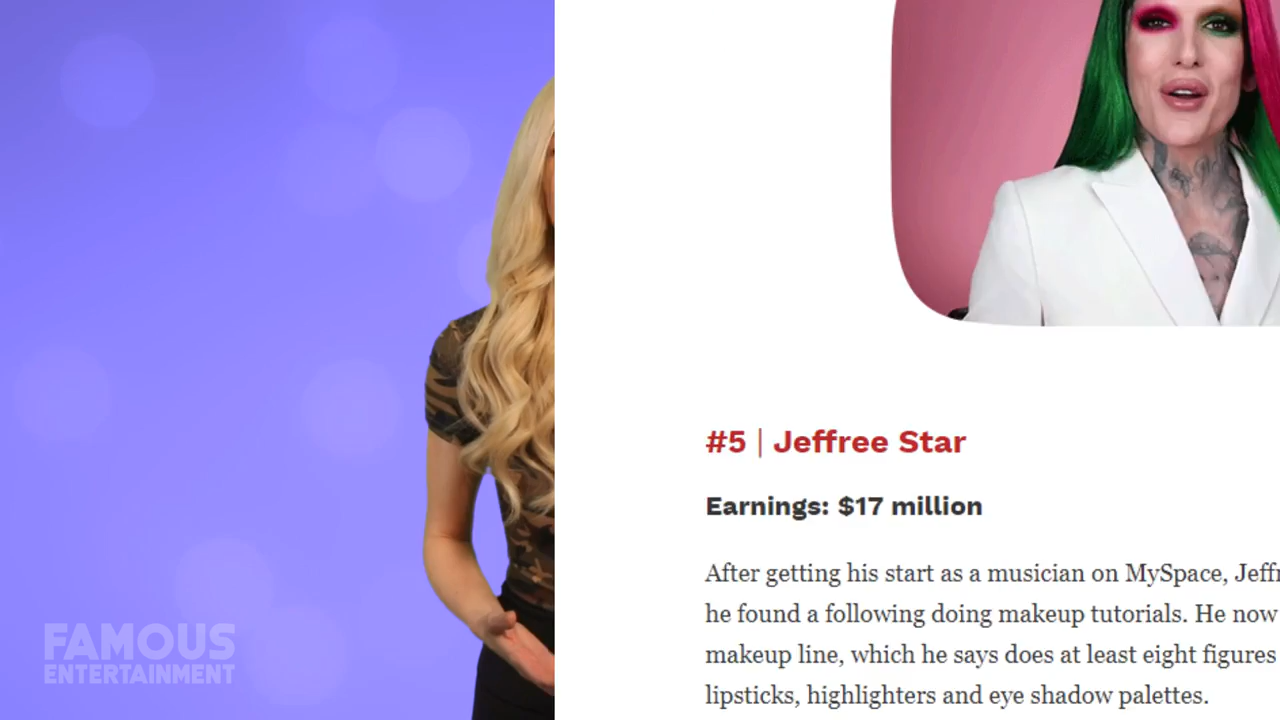 FAMOUS
ENTERTAINMENT
#5 | Jeffree Star
Earnings: $17 million
After getting his start as a musician on MySpace, Jeffr
he found a following doing makeup tutorials. He now
makeup line, which he says does at least eight figures
lipsticks, highlighters and eye shadow palettes.